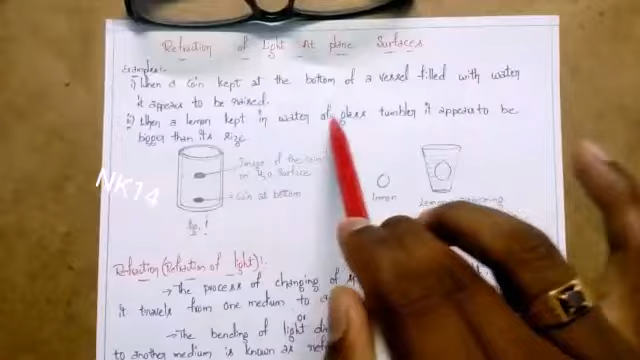 Refraction of light At plane Surfaces
Examples:-
i) When a Coin kept at the bottom of a vessel filled with water
it appears to be raised.
ii) When a lemon kept in water of glass tumbler it appears to be
bigger than its size
Image of the coin
on H2O surface
Coin at bottom
lemon
NK14
Refraction (Refraction of light):
→ The process of changing of
it travels from one medium to
or
→ The bending of light
to another medium is known as